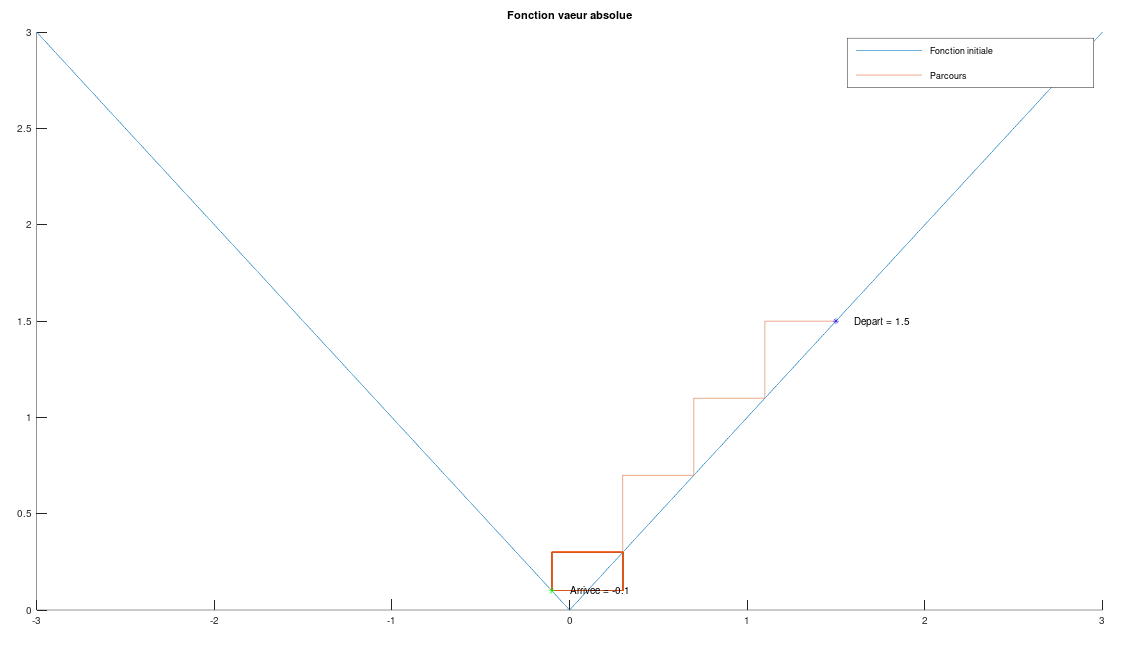 Fonction vaeur absolue
3
2.5
2
1.5
1
0.5
0
-3
-2
-1
0
1
2
3
Fonction initiale
Parcours
Depart = 1.5
Arrivee = -0.1